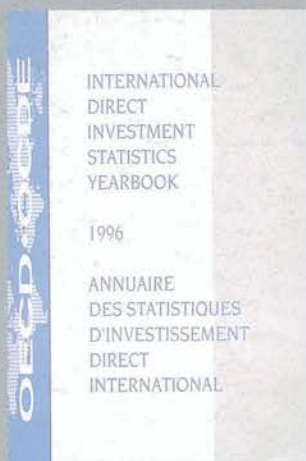 OECD OCDE
INTERNATIONAL
DIRECT
INVESTMENT
STATISTICS
YEARBOOK
1996
ANNUAIRE
DES STATISTIQUES
D'INVESTISSEMENT
DIRECT
INTERNATIONAL